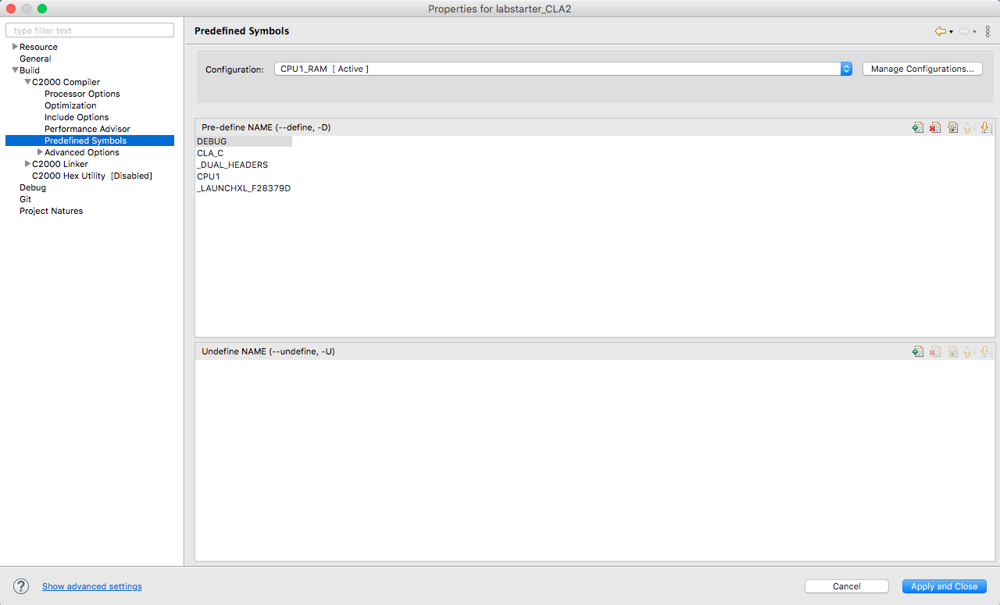 Properties for labstarter_CLA2
type filter text
Resource
General
Build
C2000 Compiler
Processor Options
Optimization
Include Options
Performance Advisor
Predefined Symbols
Advanced Options
C2000 Linker
C2000 Hex Utility [Disabled]
Debug
Git
Project Natures
Predefined Symbols
Configuration: CPU1_RAM [ Active ] Manage Configurations...
Pre-define NAME (--define, -D)
DEBUG
CLA_C
_DUAL_HEADERS
CPU1
_LAUNCHXL_F28379D
Undefine NAME (--undefine, -U)
? Show advanced settings Cancel Apply and Close